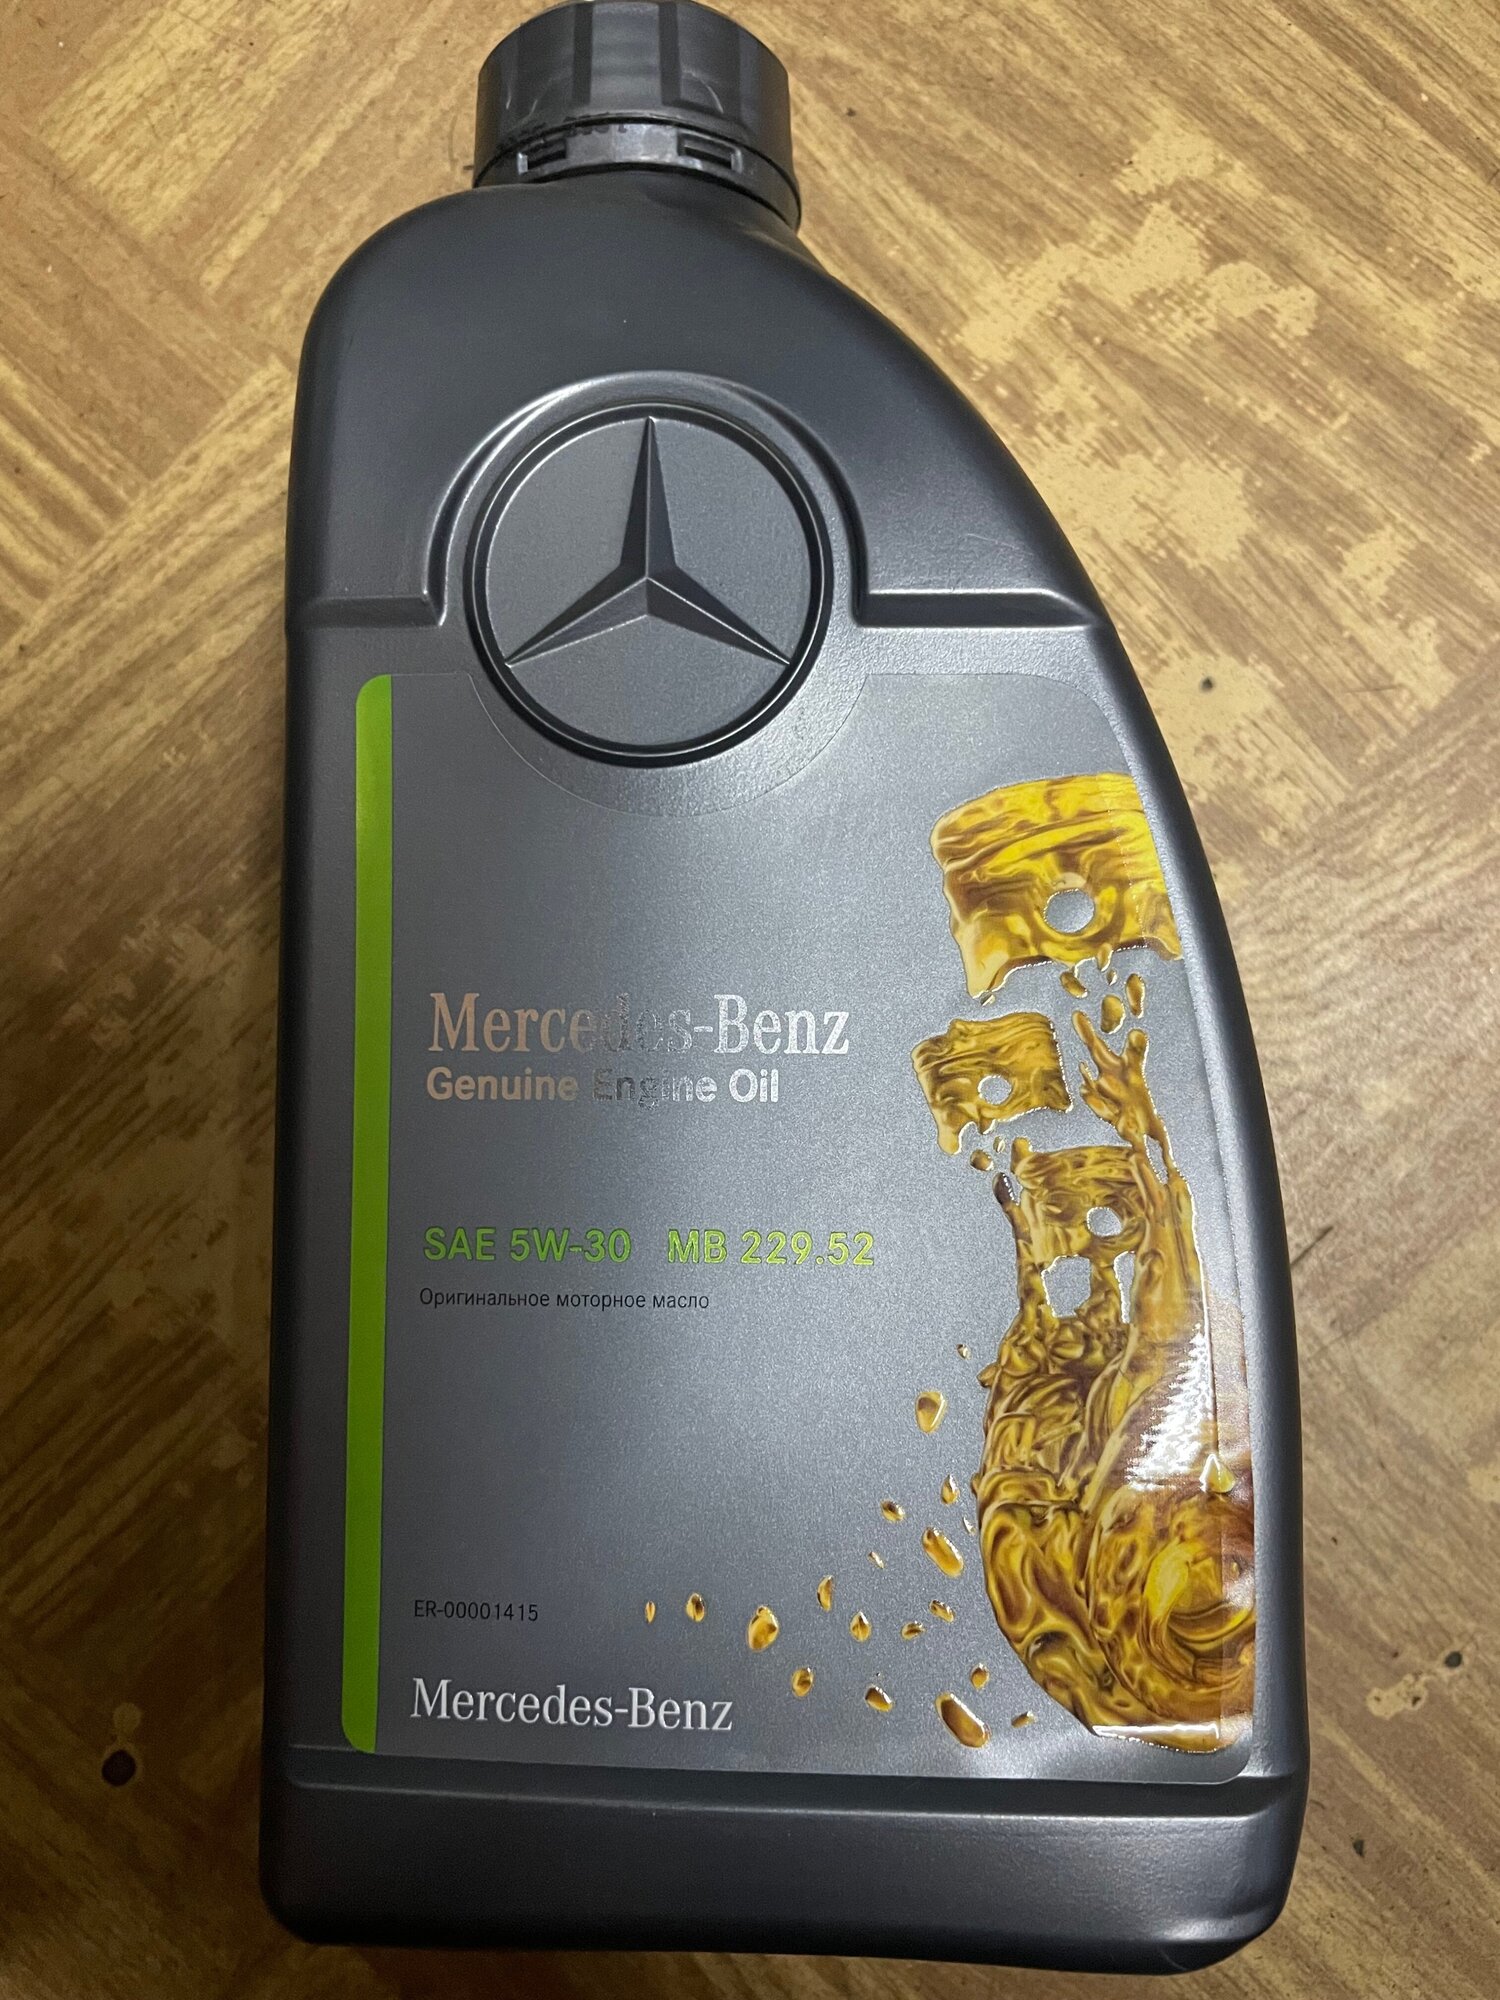 Mercedes-Benz
Genuine Engine Oil
SAE 5W-30 MB 229.52
Оригинальное моторное масло
ER-00001415
Mercedes-Benz